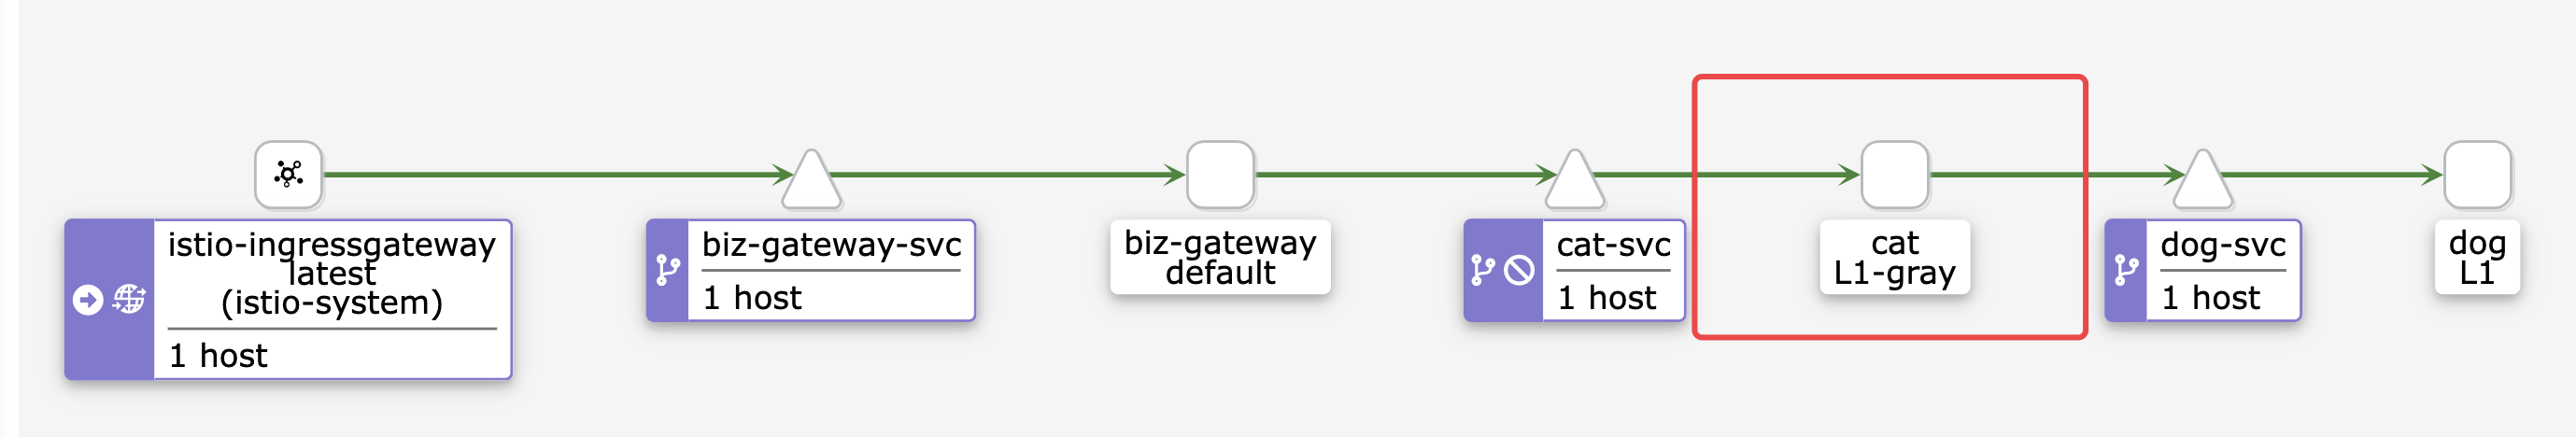 istio-ingressgateway
latest
(istio-system)
1 host
biz-gateway-svc
1 host
biz-gateway
default
cat-svc
1 host
cat
L1-gray
dog-svc
1 host
dog
L1